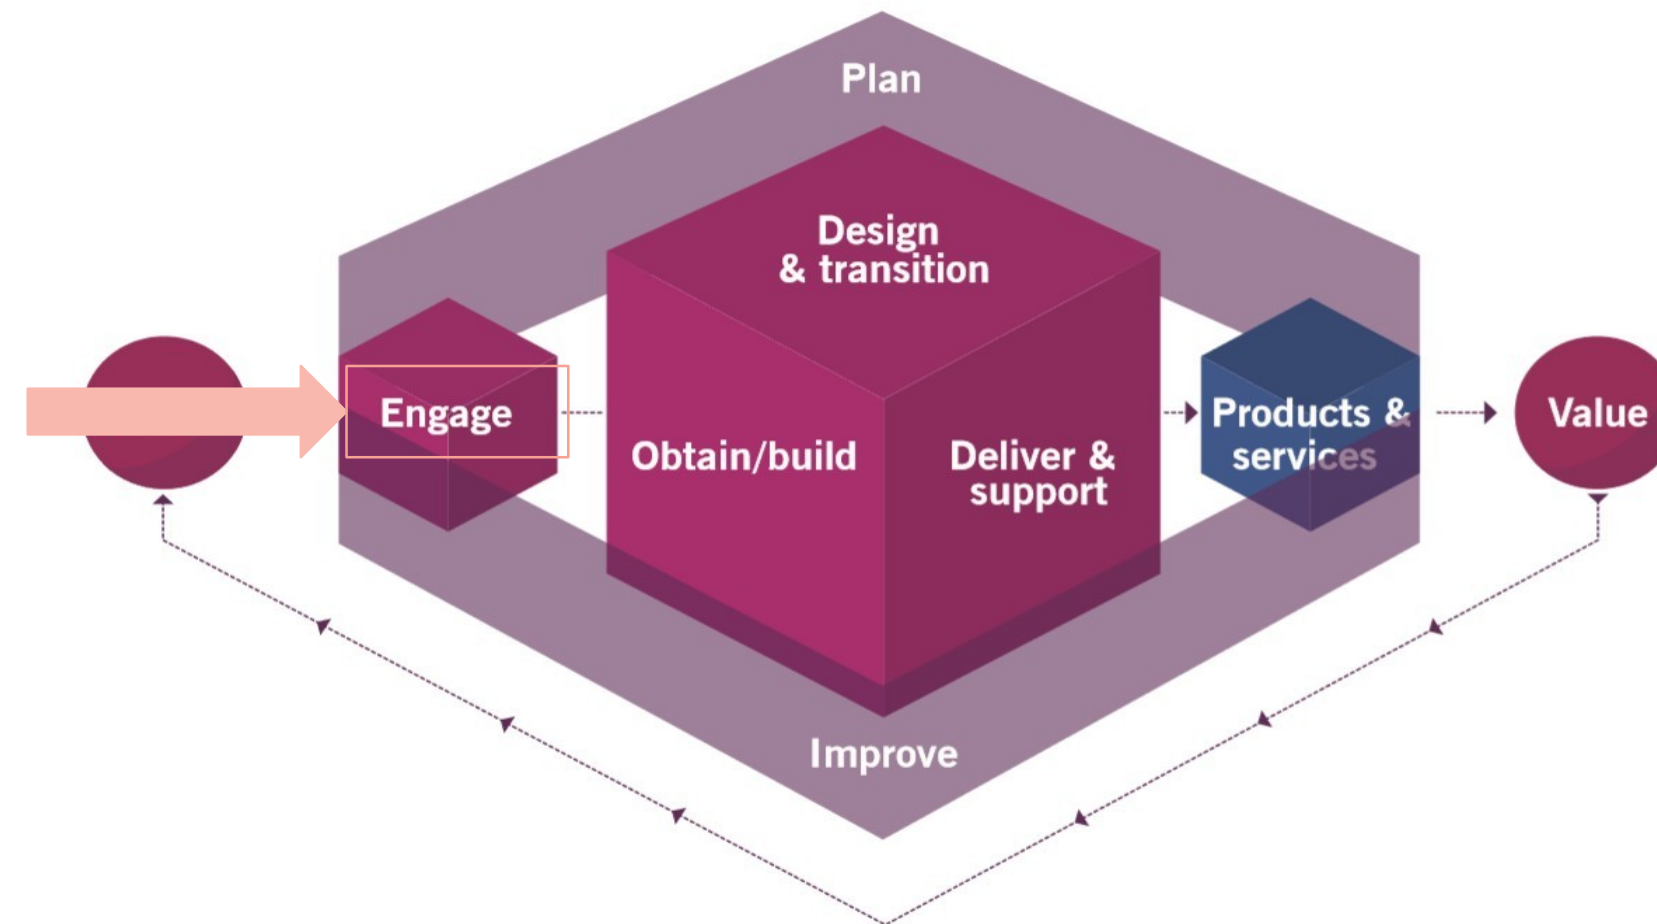 Plan
Design
& transition
Engage
Obtain/build
Deliver &
support
Products &
services
Value
Improve